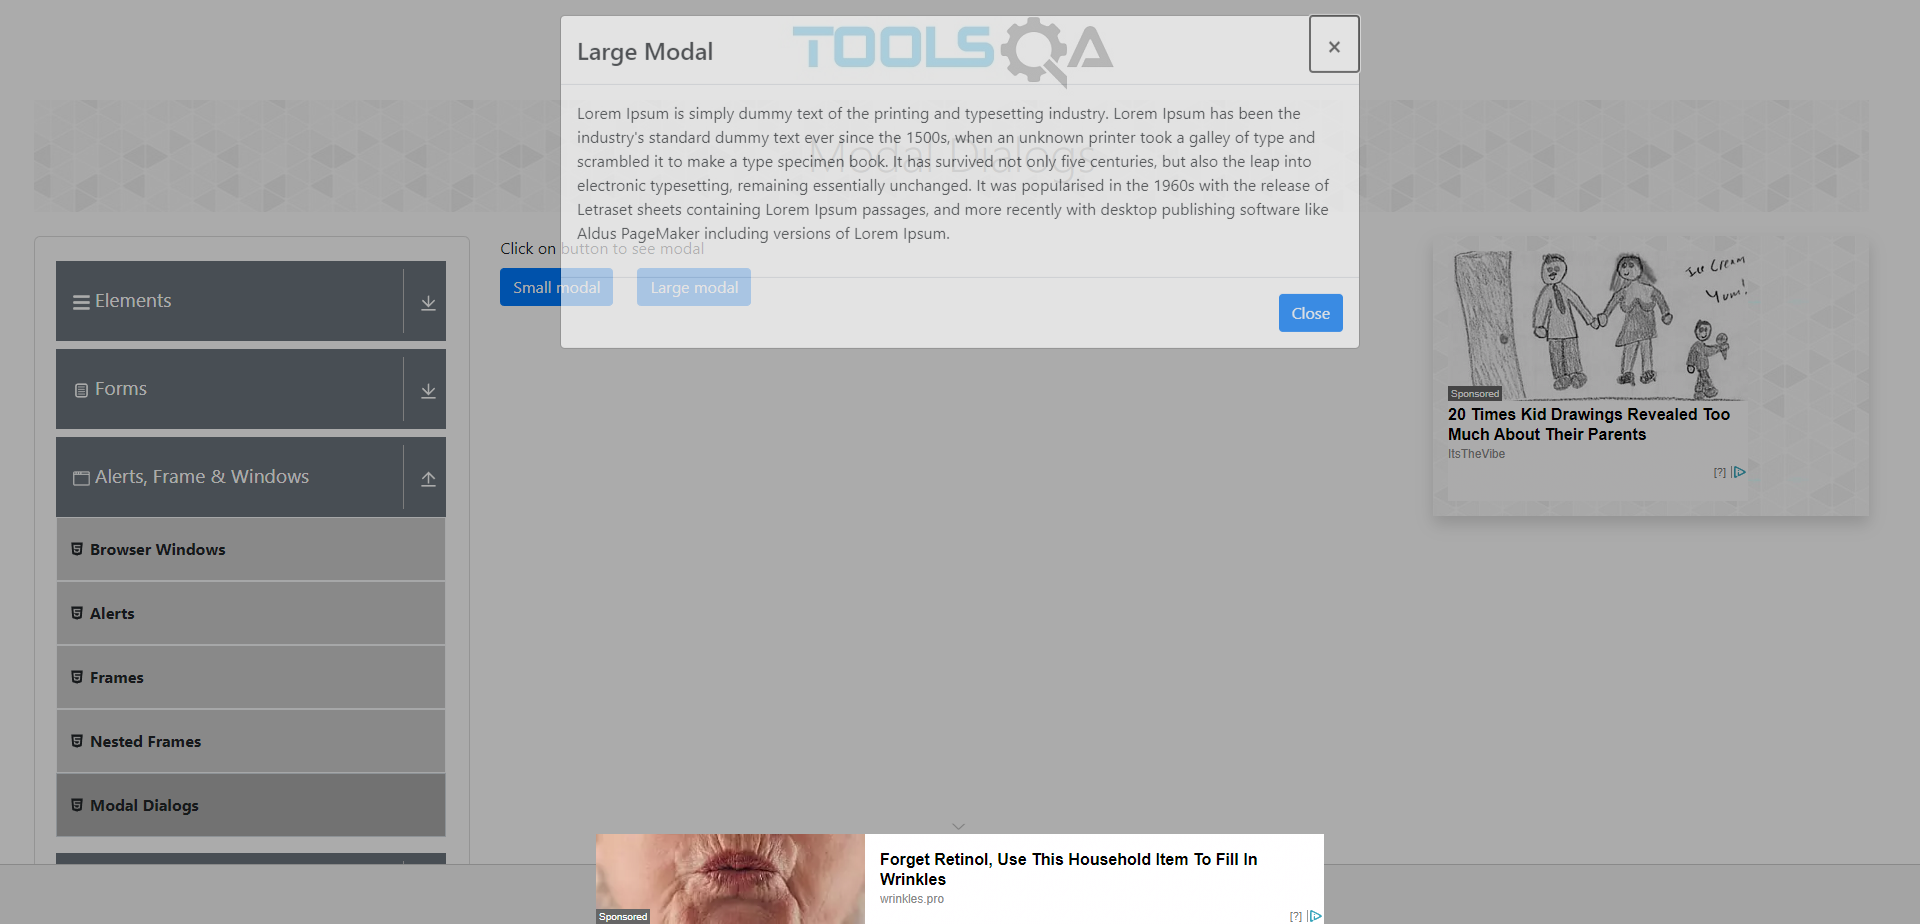 TOOLSQA
Large Modal
×
Lorem Ipsum is simply dummy text of the printing and typesetting industry. Lorem Ipsum has been the
industry's standard dummy text ever since the 1500s, when an unknown printer took a galley of type and
scrambled it to make a type specimen book. It has survived not only five centuries, but also the leap into
electronic typesetting, remaining essentially unchanged. It was popularised in the 1960s with the release of
Letraset sheets containing Lorem Ipsum passages, and more recently with desktop publishing software like
Aldus PageMaker including versions of Lorem Ipsum.
Close
Modal Dialogs
Click on button to see modal
Small modal
Large modal
Elements
Forms
Alerts, Frame & Windows
Browser Windows
Alerts
Frames
Nested Frames
Modal Dialogs
Ice Cream
Yum!
Sponsored
20 Times Kid Drawings Revealed Too
Much About Their Parents
ItsTheVibe
[?]
Forget Retinol, Use This Household Item To Fill In
Wrinkles
wrinkles.pro
Sponsored
[?]